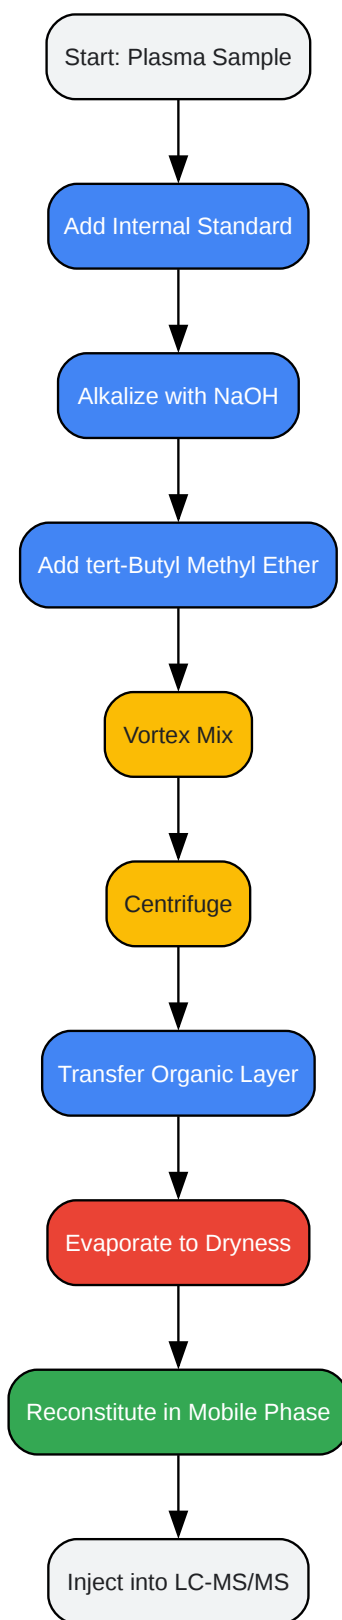 Start: Plasma Sample
Add Internal Standard
Alkalize with NaOH
Add tert-Butyl Methyl Ether
Vortex Mix
Centrifuge
Transfer Organic Layer
Evaporate to Dryness
Reconstitute in Mobile Phase
Inject into LC-MS/MS